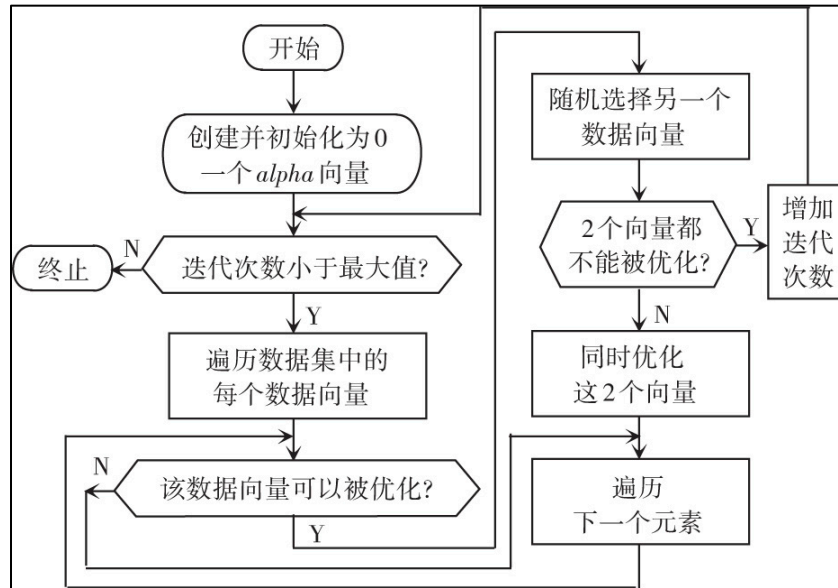 开始
创建并初始化为0
一个alpha向量
迭代次数小于最大值?
N
终止
Y
遍历数据集中的
每个数据向量
该数据向量可以被优化?
N
Y
随机选择另一个
数据向量
2个向量都
不能被优化?
Y
增加
迭代
次数
N
同时优化
这2个向量
遍历
下一个元素